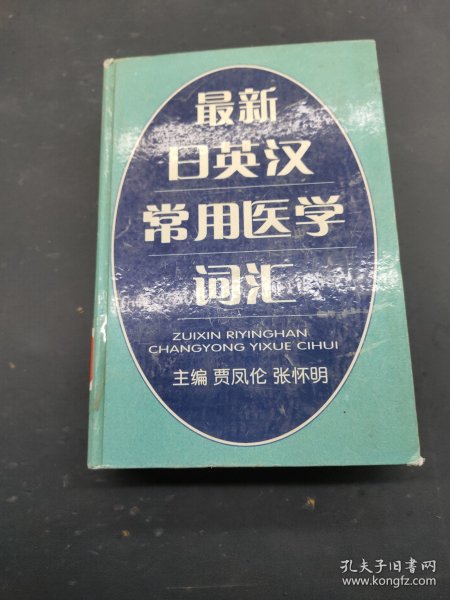 最新
日英汉
常用医学
词汇
ZUIXIN RIYINGHAN
CHANGYONG YIXUE CIHUI
主编 贾凤伦 张怀明
孔夫子旧书网
www.kongfz.com